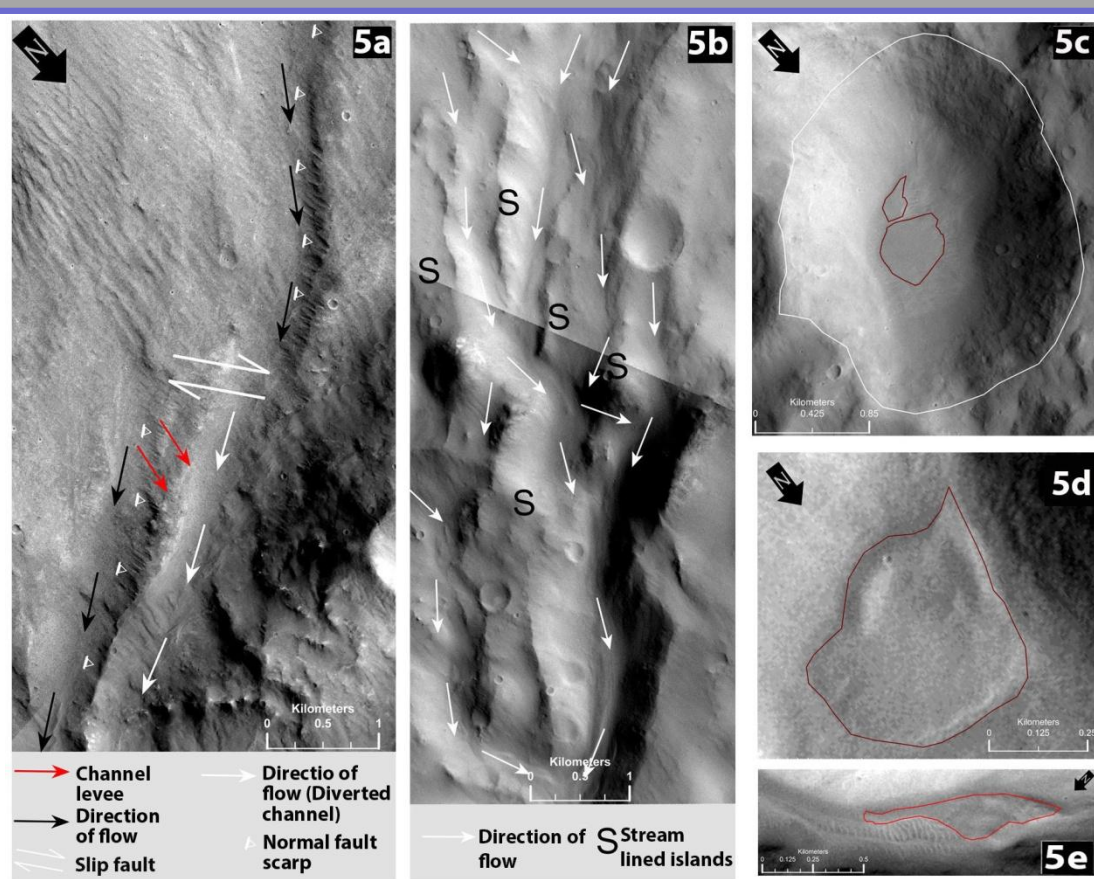 N
5a
Kilometers
0 0.5 1
Channel
levee
Direction
of flow
Slip fault
Directio of
flow (Diverted
channel)
Normal fault
scarp
5b
S
S
S
S
S
Kilometers
0 0.5 1
Direction of
flow
S Stream
lined islands
N
5c
Kilometers
0 0.425 0.85
N
5d
Kilometers
0 0.125 0.25
N
Kilometers
0 0.125 0.25 0.5
5e